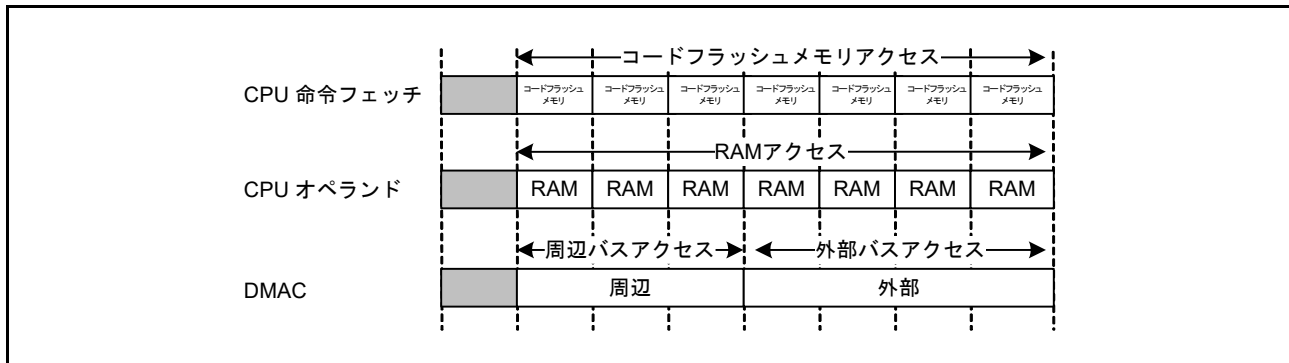 コードフラッシュメモリアクセス
CPU 命令フェッチ
コードフラッシュ
メモリ
コードフラッシュ
メモリ
コードフラッシュ
メモリ
コードフラッシュ
メモリ
コードフラッシュ
メモリ
コードフラッシュ
メモリ
コードフラッシュ
メモリ
RAMアクセス
CPU オペランド
RAM RAM RAM RAM RAM RAM RAM
周辺バスアクセス 外部バスアクセス
DMAC
周辺 外部